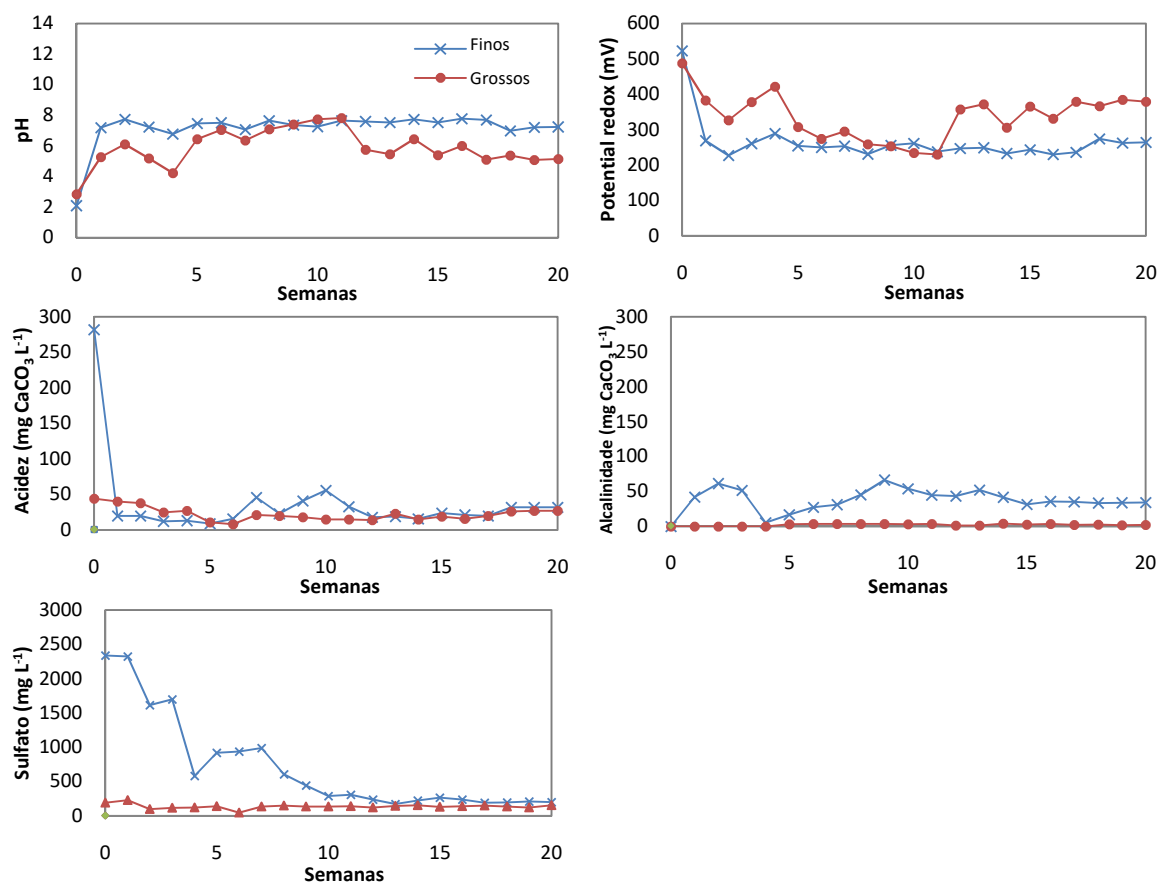 14
12
10
8
6
4
2
0
pH
Finos
Grossos
0 5 10 15 20
Semanas
600
500
400
300
200
100
0
Potential redox (mV)
0 5 10 15 20
Semanas
300
250
200
150
100
50
0
Acidez (mg CaCO₃ L⁻¹)
0 5 10 15 20
Semanas
300
250
200
150
100
50
0
Alcalinidade (mg CaCO₃ L⁻¹)
0 5 10 15 20
Semanas
3000
2500
2000
1500
1000
500
0
Sulfato (mg L⁻¹)
0 5 10 15 20
Semanas